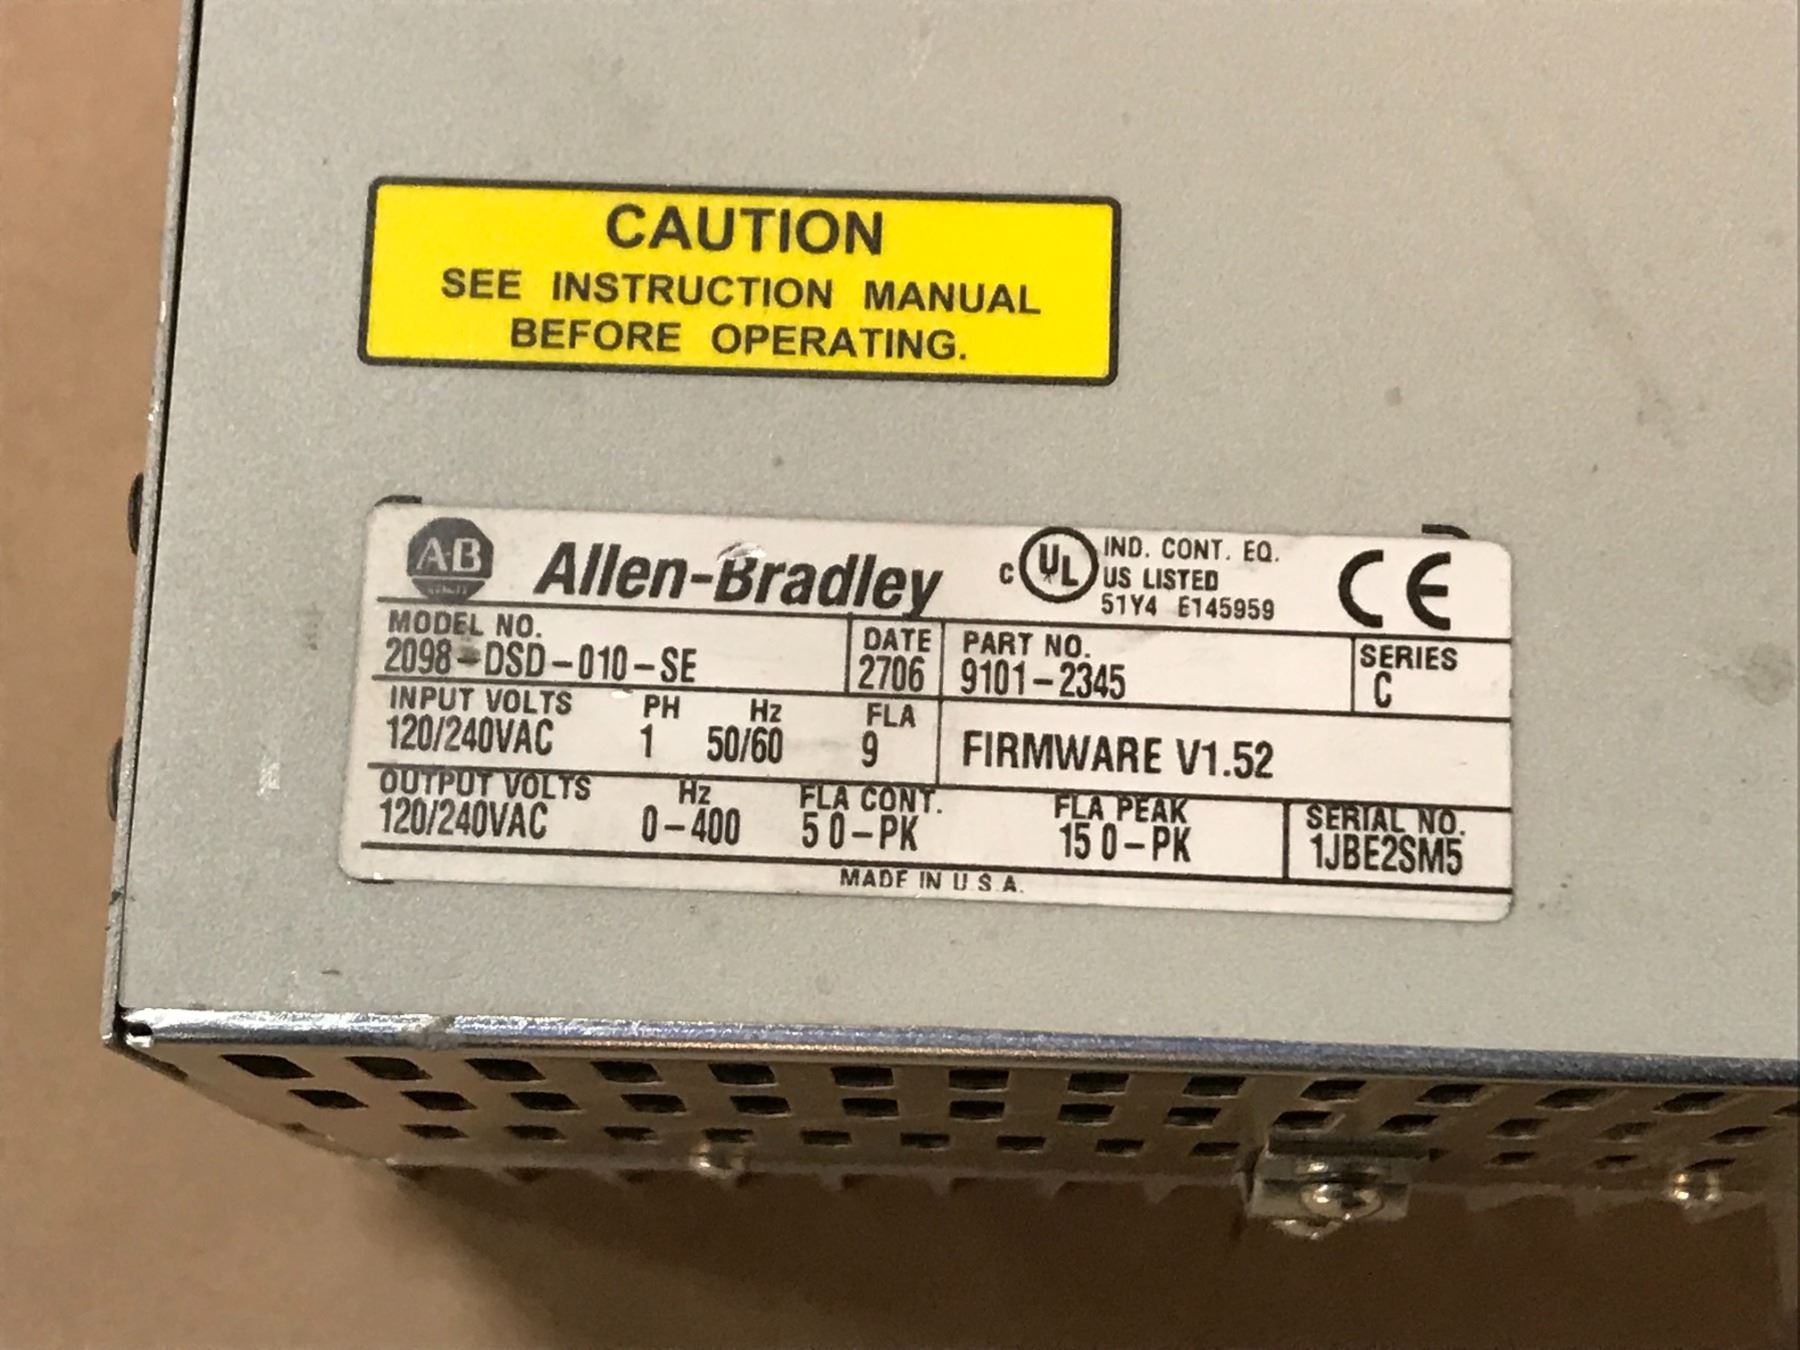 CAUTION
SEE INSTRUCTION MANUAL
BEFORE OPERATING.
A-B Allen-Bradley
C UL IND. CONT. EQ.
US LISTED
51Y4 E145959
CE
MODEL NO. DATE PART NO. SERIES
2098-DSD-010-SE 2706 9101-2345 C
INPUT VOLTS PH Hz FLA
120/240VAC 1 50/60 9 FIRMWARE V1.52
OUTPUT VOLTS Hz FLA CONT. FLA PEAK SERIAL NO.
120/240VAC 0-400 5 0-PK 15 0-PK 1JBE2SM5
MADE IN U.S.A.